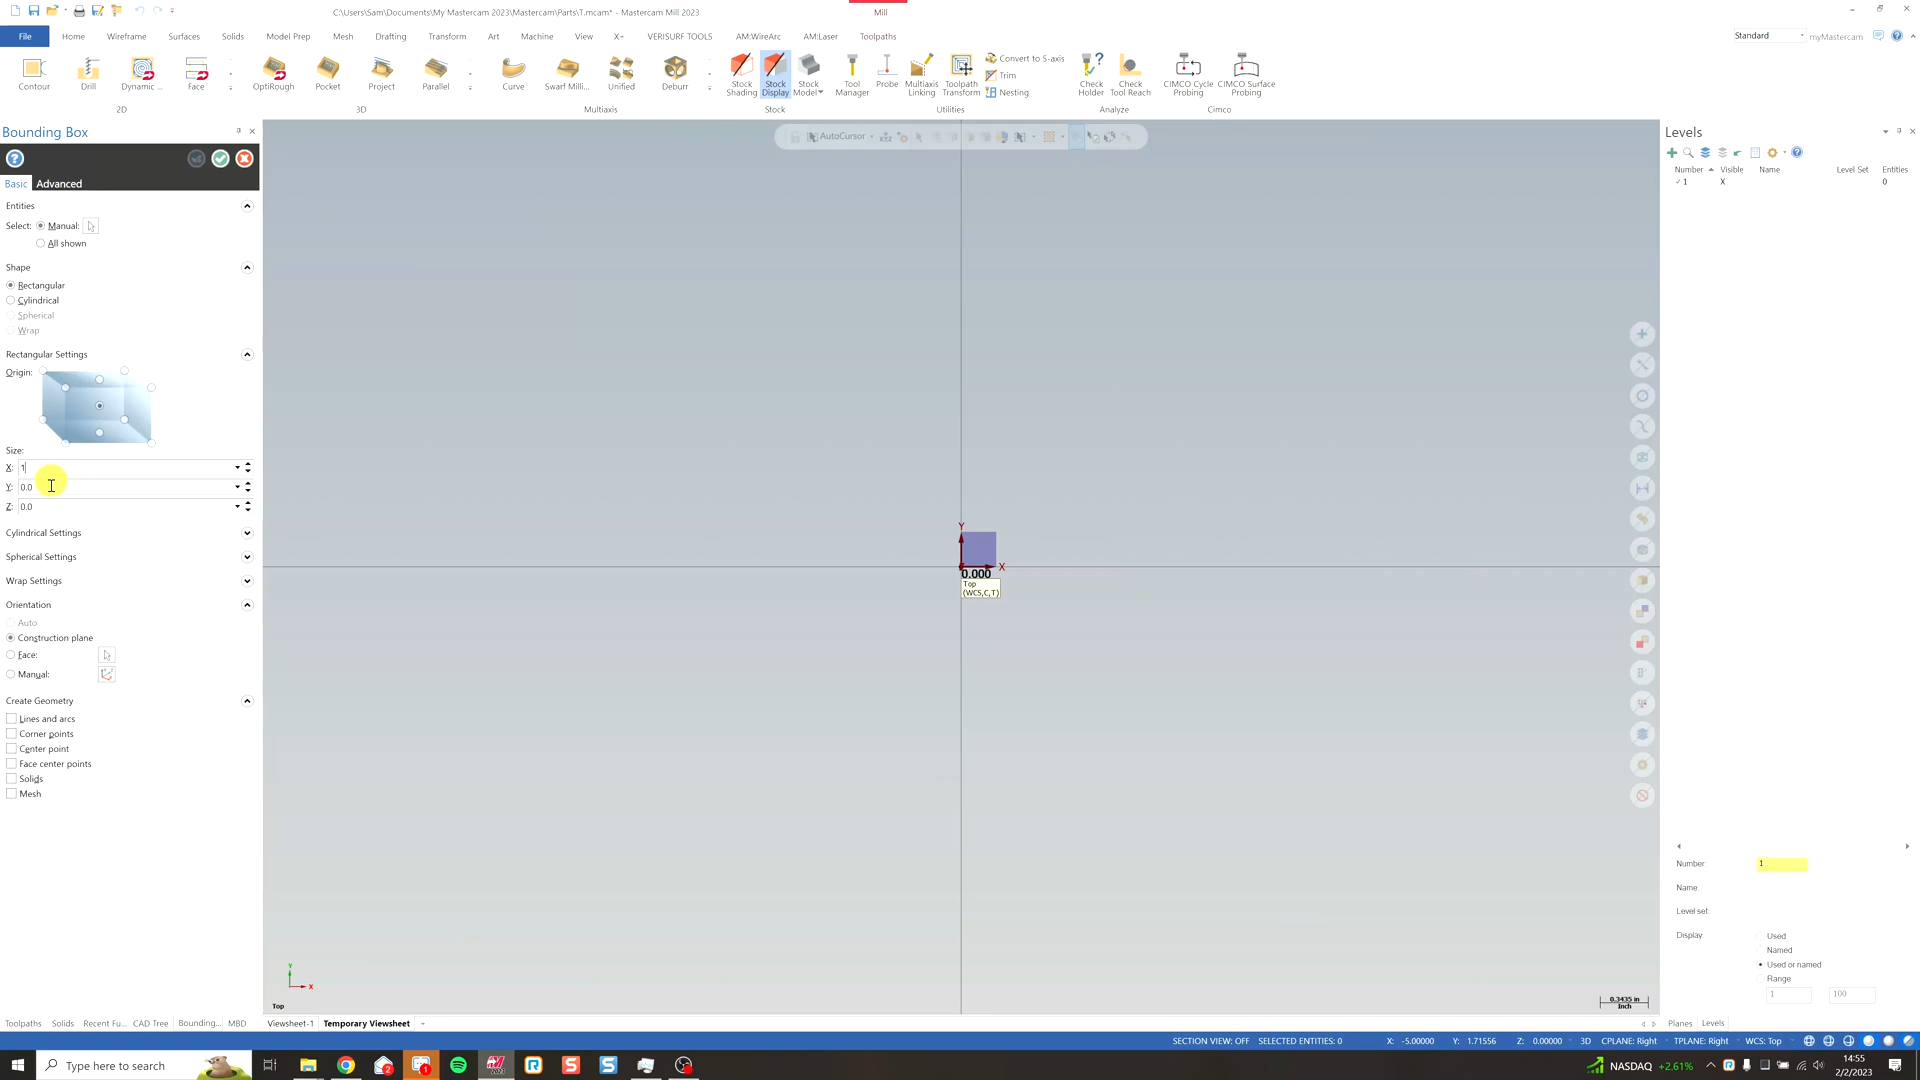 C:\Users\Sam\Documents\My Mastercam 2023\Mastercam\Parts\T.mcam* - Mastercam Mill 2023
Mill
File Home Wireframe Surfaces Solids Model Prep Mesh Drafting Transform Art Machine View X+ VERISURF TOOLS AM:WireArc AM:Laser Toolpaths
Standard
myMastercam
Contour Drill Dynamic ... Face OptiRough Pocket Project Parallel Curve Swarf Milli... Unified Deburr
Stock Shading
Stock Display
Stock Model
Tool Manager
Probe
Multiaxis Linking
Toolpath Transform
Convert to 5-axis
Trim
Nesting
Check Holder
Check Tool Reach
CIMCO Cycle Probing
CIMCO Surface Probing
2D 3D Multiaxis Stock Utilities Analyze Cimco
Bounding Box
Basic Advanced
Entities
Select: Manual:
All shown
Shape
Rectangular
Cylindrical
Spherical
Wrap
Rectangular Settings
Origin:
Size:
X: 1
Y: 0.0
Z: 0.0
Cylindrical Settings
Spherical Settings
Wrap Settings
Orientation
Auto
Construction plane
Face:
Manual:
Create Geometry
Lines and arcs
Corner points
Center point
Face center points
Solids
Mesh
AutoCursor
Y
X
0.000
Top
(WCS,C,T)
Y
X
Top
0.3435 in
Inch
Levels
Number Visible Name Level Set Entities
1 X 0
Number 1
Name
Level set
Display Used
Named
Used or named
Range
1 100
Toolpaths Solids Recent Fu... CAD Tree Bounding... MBD Viewsheet-1 Temporary Viewsheet
Planes Levels
SECTION VIEW: OFF SELECTED ENTITIES: 0 X: -5.00000 Y: 1.71556 Z: 0.00000 3D CPLANE: Right TPLANE: Right WCS: Top
Type here to search
2
1
NASDAQ +2.61%
14:55
2/2/2023